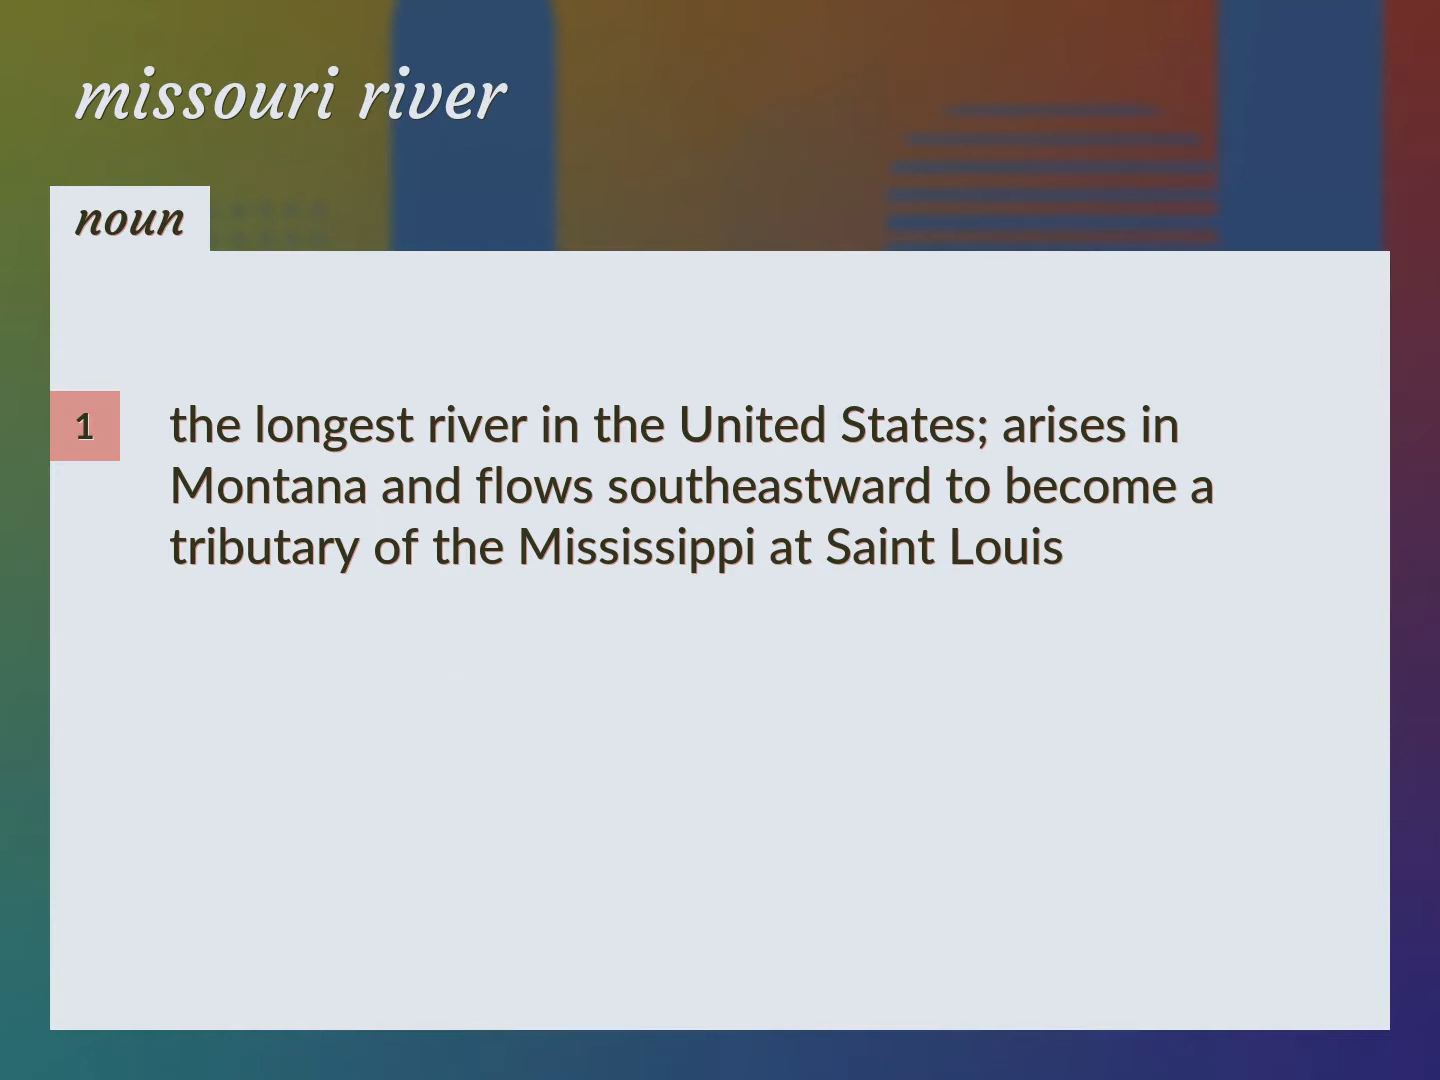 missouri river
noun
1
the longest river in the United States; arises in
Montana and flows southeastward to become a
tributary of the Mississippi at Saint Louis